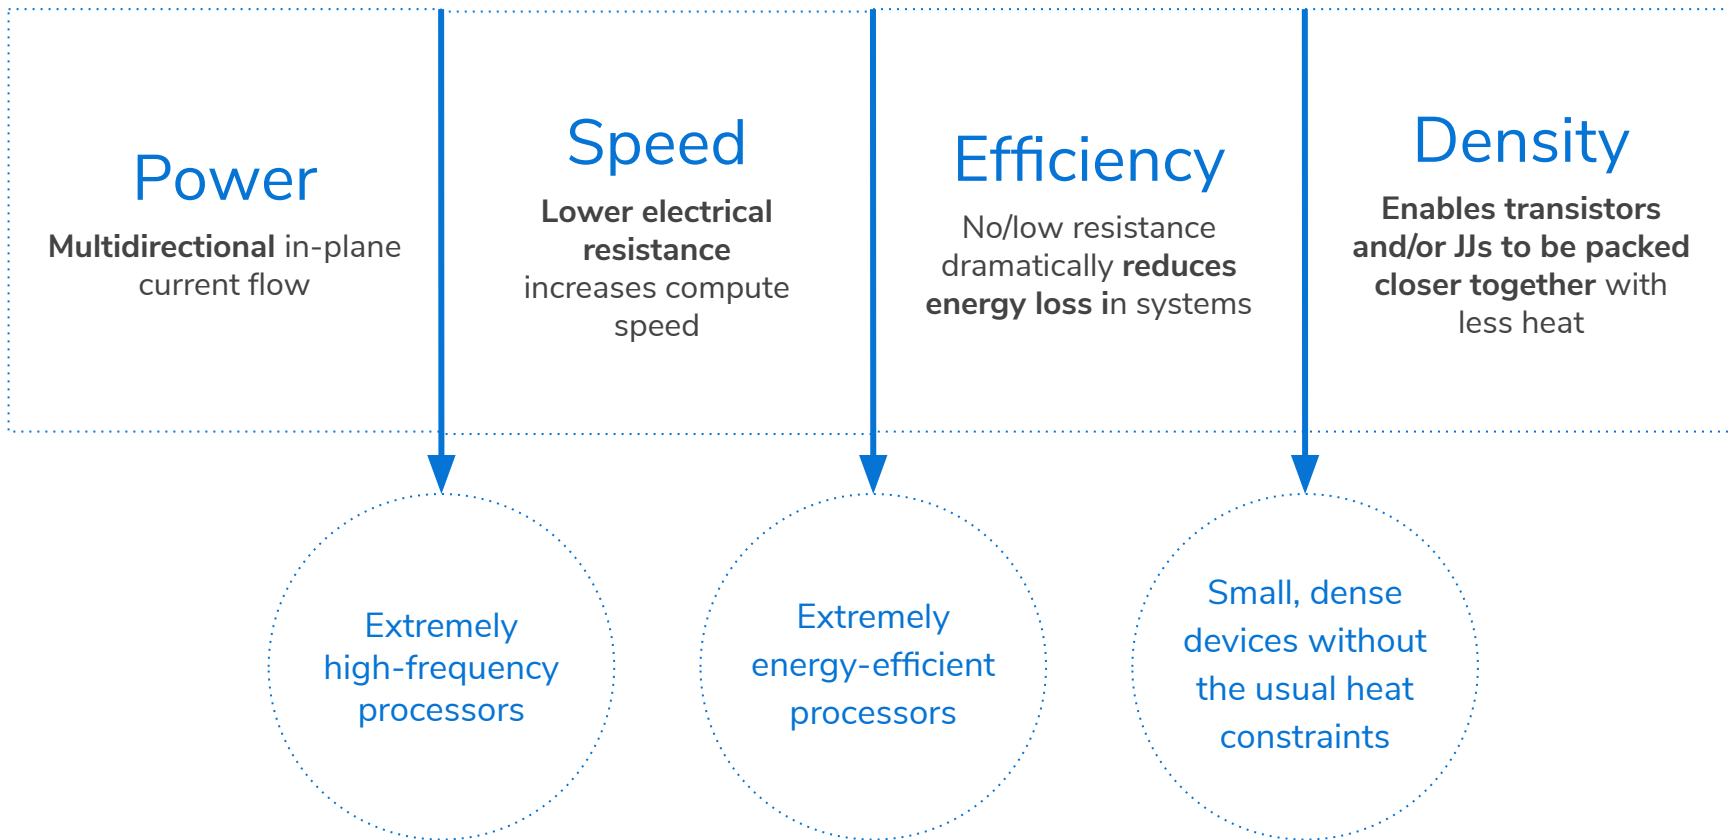 Power
Multidirectional in-plane
current flow
Speed
Lower electrical
resistance
increases compute
speed
Efficiency
No/low resistance
dramatically reduces
energy loss in systems
Density
Enables transistors
and/or JJs to be packed
closer together with
less heat
Extremely
high-frequency
processors
Extremely
energy-efficient
processors
Small, dense
devices without
the usual heat
constraints